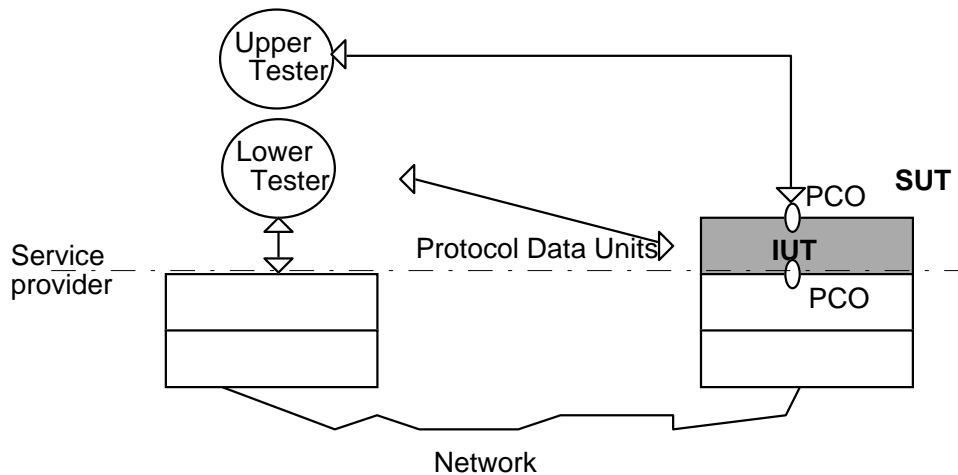 Upper
Tester
Lower
Tester
SUT
PCO
Protocol Data Units
IUT
Service
provider
PCO
Network